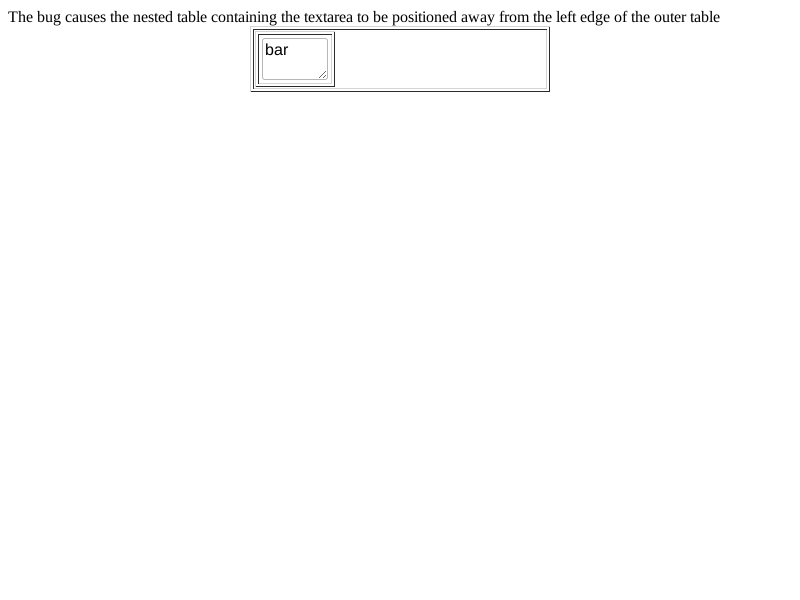 The bug causes the nested table containing the textarea to be positioned away from the left edge of the outer table
bar